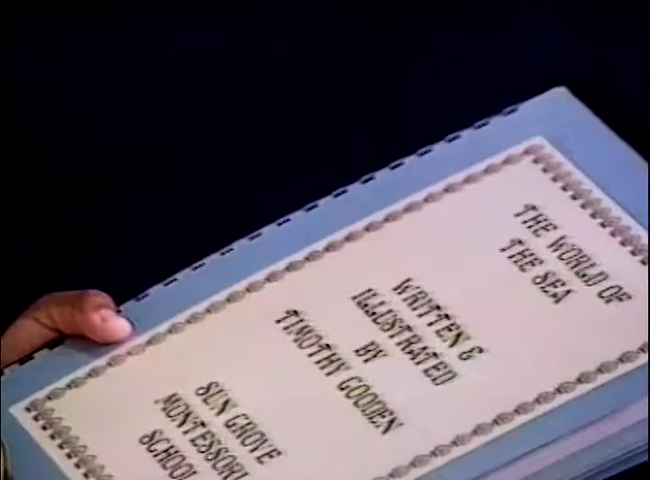 THE WORLD OF
THE SEA
WRITTEN &
ILLUSTRATED
BY
TIMOTHY GOODEN
SUN GROVE
MONTESSORI
SCHOOL